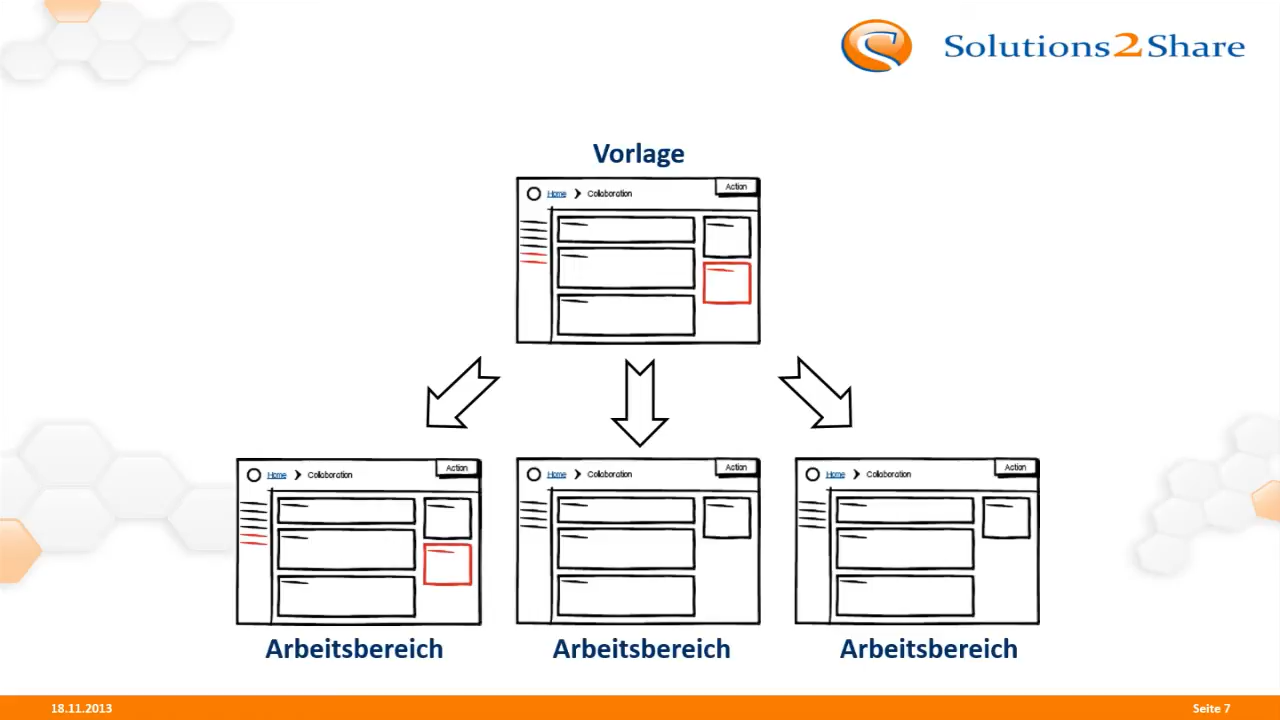 Solutions2Share
Vorlage
Home Collaboration Action
Home Collaboration Action
Home Collaboration Action
Home Collaboration Action
Arbeitsbereich Arbeitsbereich Arbeitsbereich
18.11.2013 Seite 7